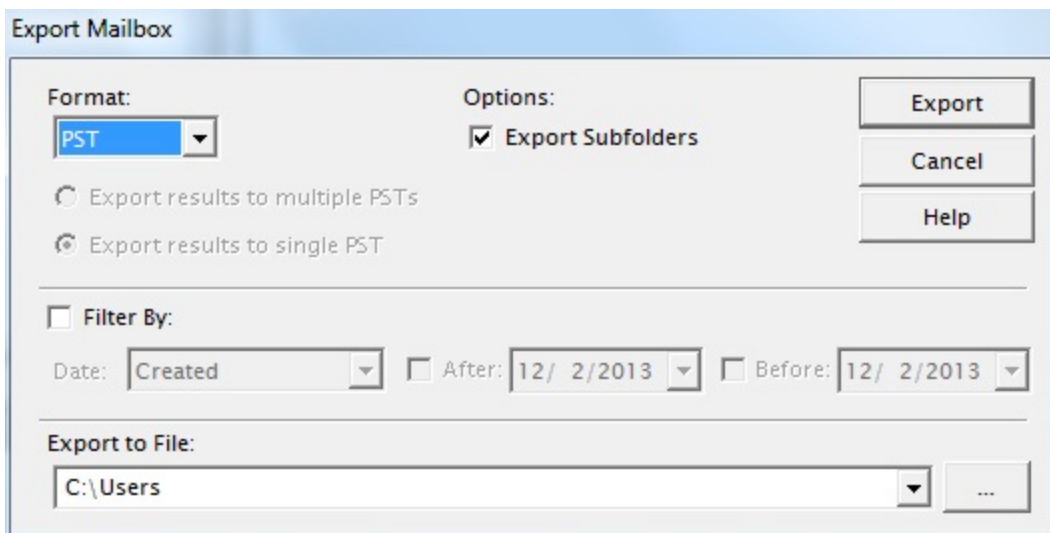 Export Mailbox
Format:
Options:
Export
PST
Export Subfolders
Cancel
Export results to multiple PSTs
Help
Export results to single PST
Filter By:
Date: Created After: 12/ 2/2013 Before: 12/ 2/2013
Export to File:
C:\Users
...